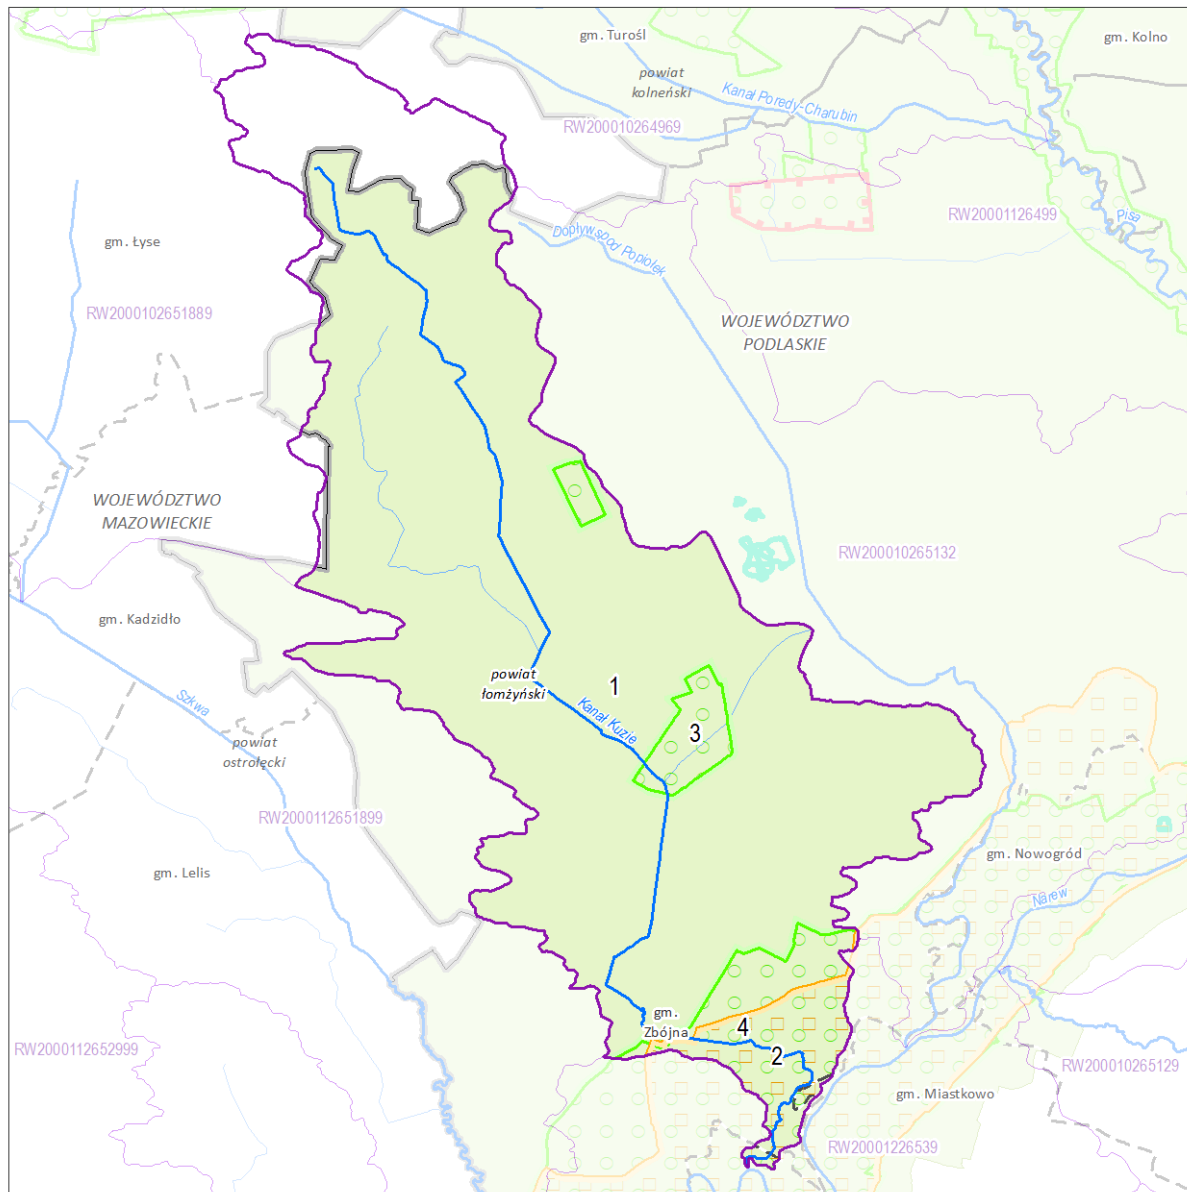 gm. Turośl
gm. Kolno
powiat
kolneński
Kanał Poredy-Charubin
RW200010264969
RW20001126499
Pisa
gm. Łyse
Dopływ spod Popiołek
RW2000102651889
WOJEWÓDZTWO
PODLASKIE
WOJEWÓDZTWO
MAZOWIECKIE
RW200010265132
gm. Kadzidło
powiat
łomżyński
1
Szkwa
Kanał Kuzie
3
powiat
ostrołęcki
RW2000112651899
gm. Nowogród
gm. Lelis
Narew
gm.
Zbójna
4
2
RW2000112652999
RW200010265129
gm. Miastkowo
RW20001226539